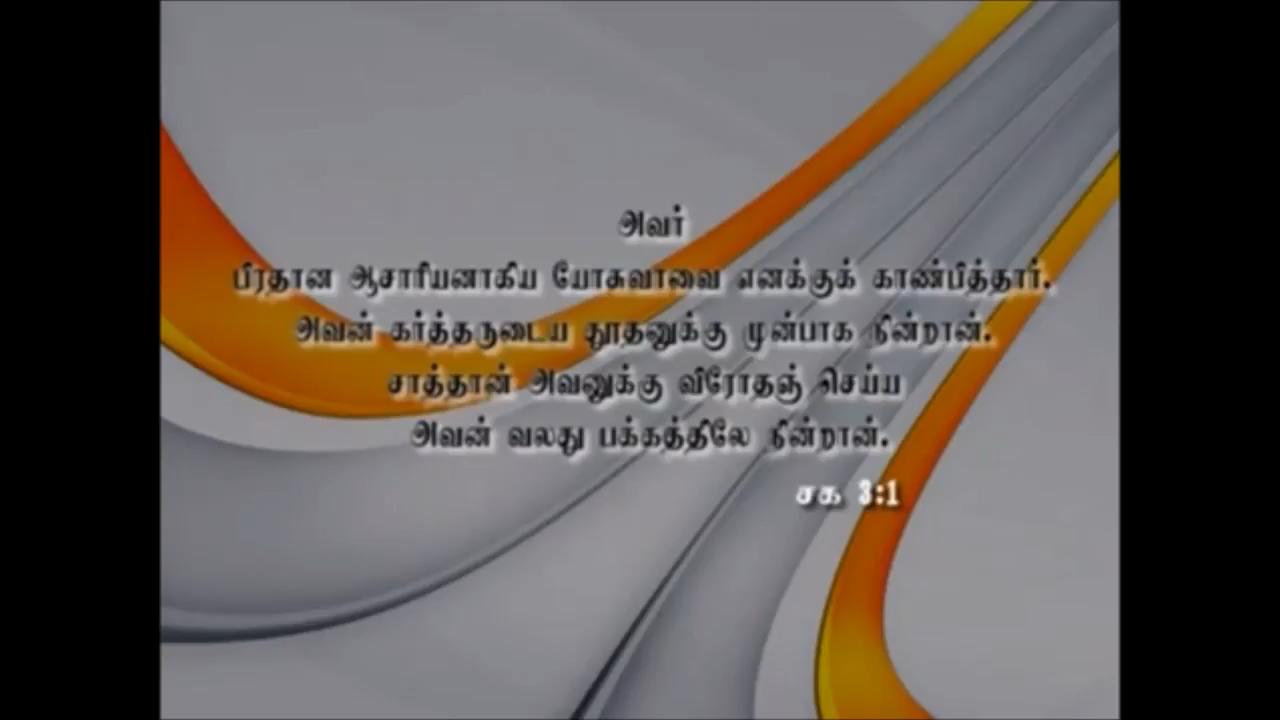 அவர்
பிரதான ஆசாரியனாகிய யோசுவாவை எனக்குக் காண்பித்தார்.
அவன் கர்த்தருடைய தூதனுக்கு முன்பாக நின்றான்.
சாத்தான் அவனுக்கு விரோதஞ் செய்ய
அவன் வலது பக்கத்திலே நின்றான்.
சக 3:1